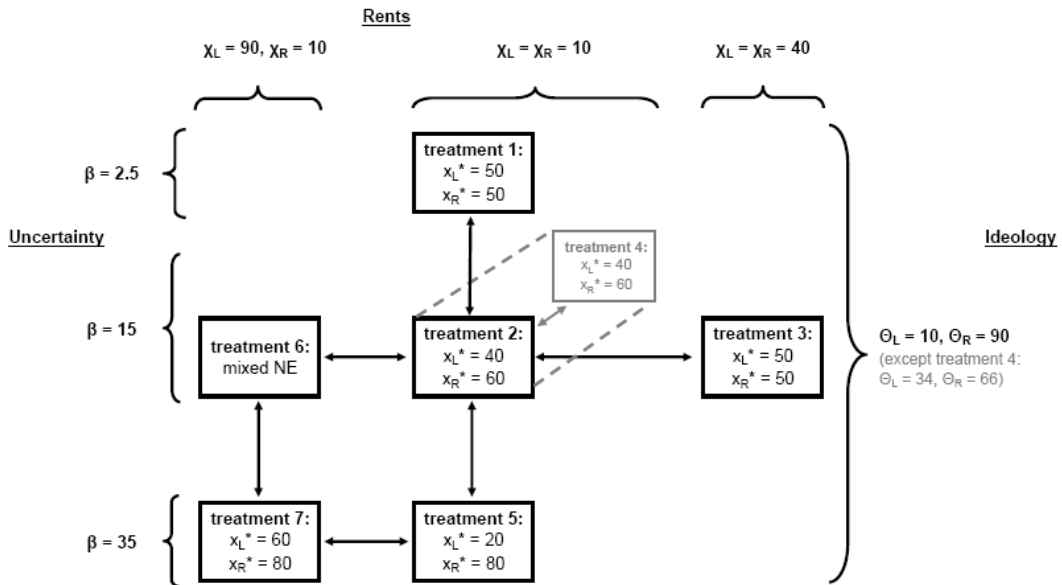 Rents
χL = 90, χR = 10
χL = χR = 10
χL = χR = 40
β = 2.5
treatment 1:
xL* = 50
xR* = 50
Uncertainty
Ideology
treatment 4:
xL* = 40
xR* = 60
β = 15
treatment 6:
mixed NE
treatment 2:
xL* = 40
xR* = 60
treatment 3:
xL* = 50
xR* = 50
ΘL = 10, ΘR = 90
(except treatment 4:
ΘL = 34, ΘR = 66)
β = 35
treatment 7:
xL* = 60
xR* = 80
treatment 5:
xL* = 20
xR* = 80